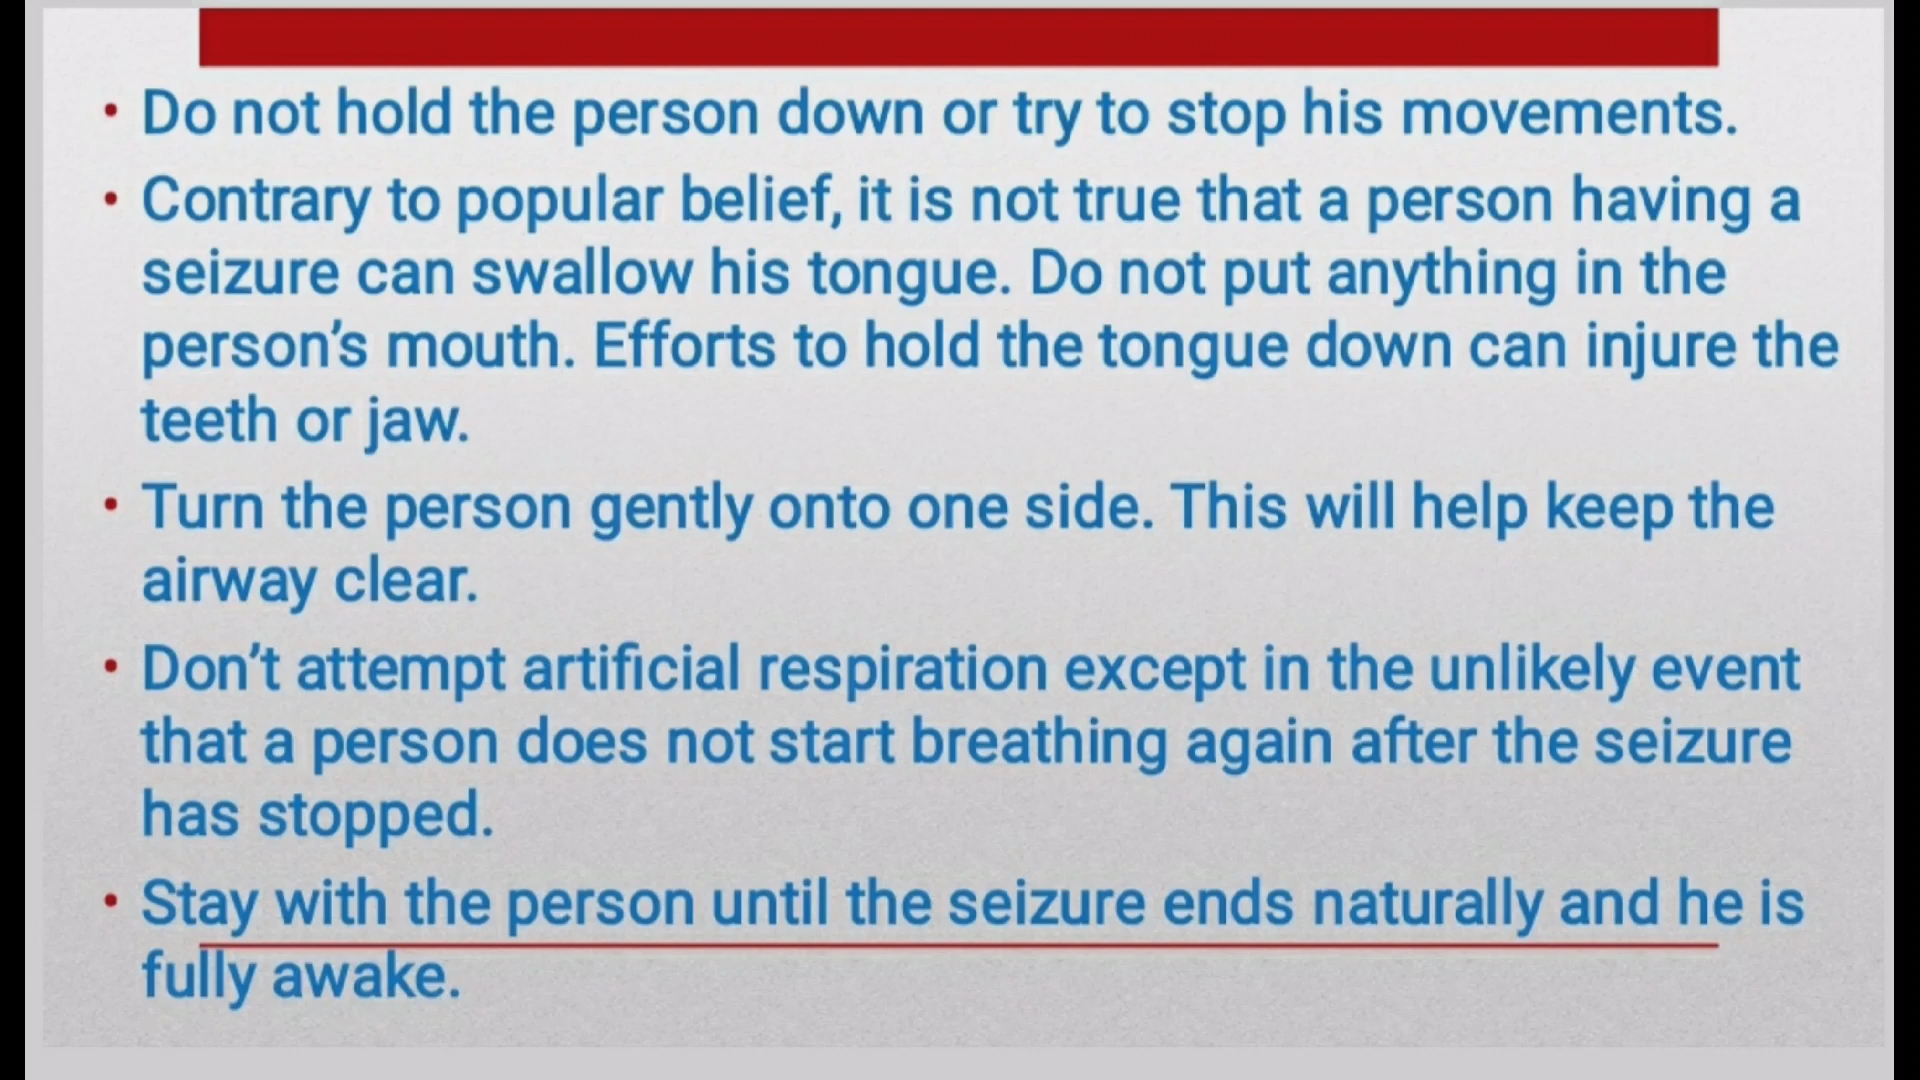 • Do not hold the person down or try to stop his movements.
• Contrary to popular belief, it is not true that a person having a
seizure can swallow his tongue. Do not put anything in the
person’s mouth. Efforts to hold the tongue down can injure the
teeth or jaw.
• Turn the person gently onto one side. This will help keep the
airway clear.
• Don’t attempt artificial respiration except in the unlikely event
that a person does not start breathing again after the seizure
has stopped.
• Stay with the person until the seizure ends naturally and he is
fully awake.